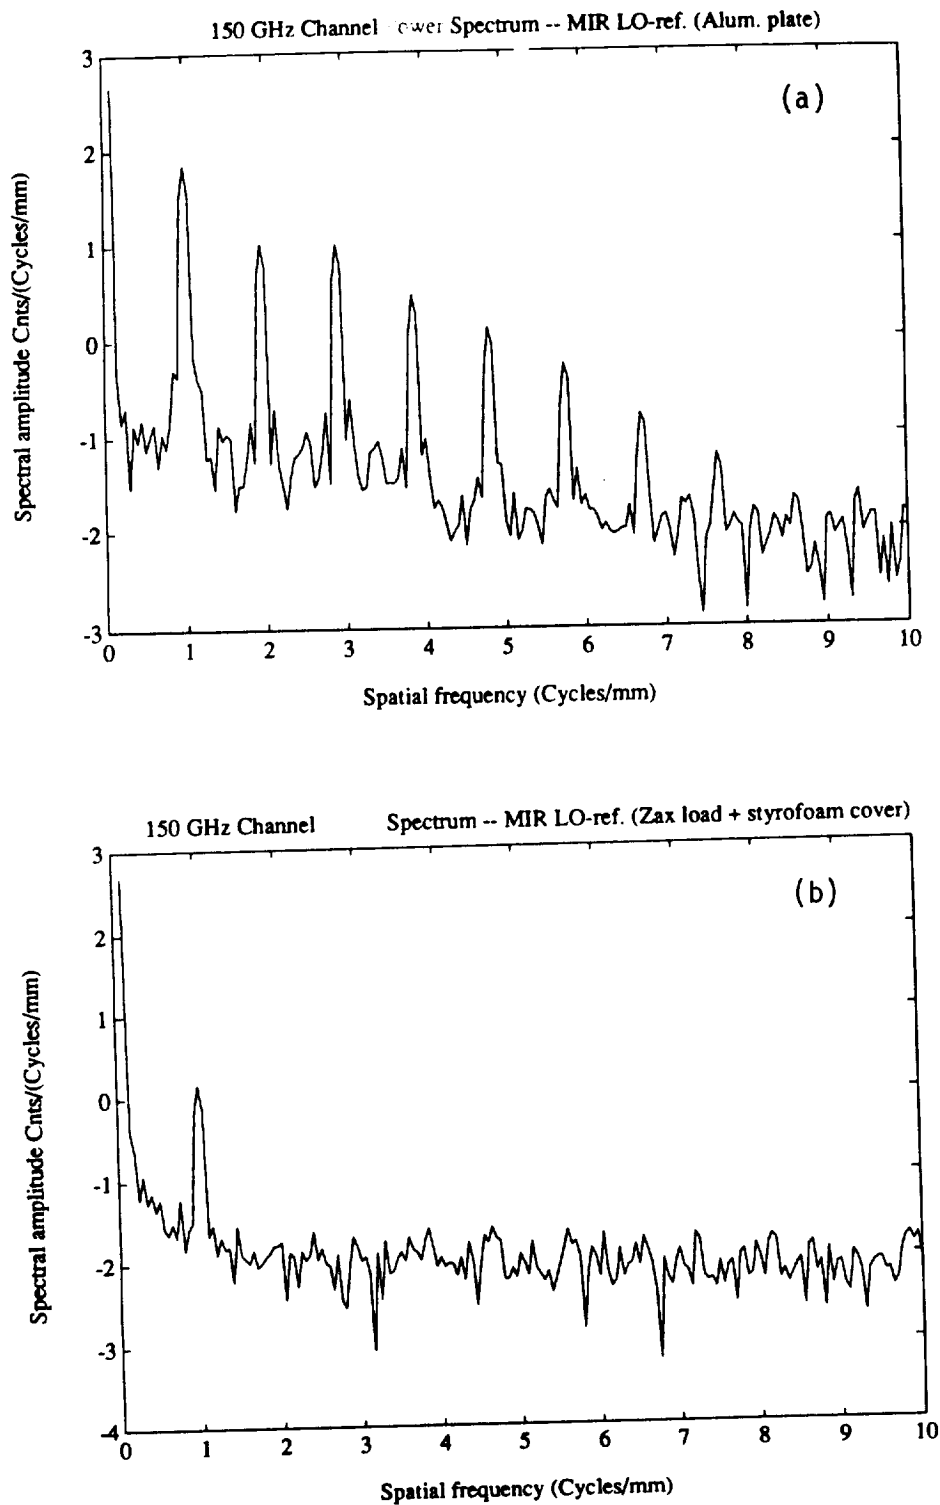 150 GHz Channel ower Spectrum -- MIR LO-ref. (Alum. plate)
(a)
3
2
1
0
-1
-2
-3
Spectral amplitude Cnts/(Cycles/mm)
0 1 2 3 4 5 6 7 8 9 10
Spatial frequency (Cycles/mm)
150 GHz Channel Spectrum -- MIR LO-ref. (Zax load + styrofoam cover)
(b)
3
2
1
0
-1
-2
-3
-4
Spectral amplitude Cnts/(Cycles/mm)
0 1 2 3 4 5 6 7 8 9 10
Spatial frequency (Cycles/mm)